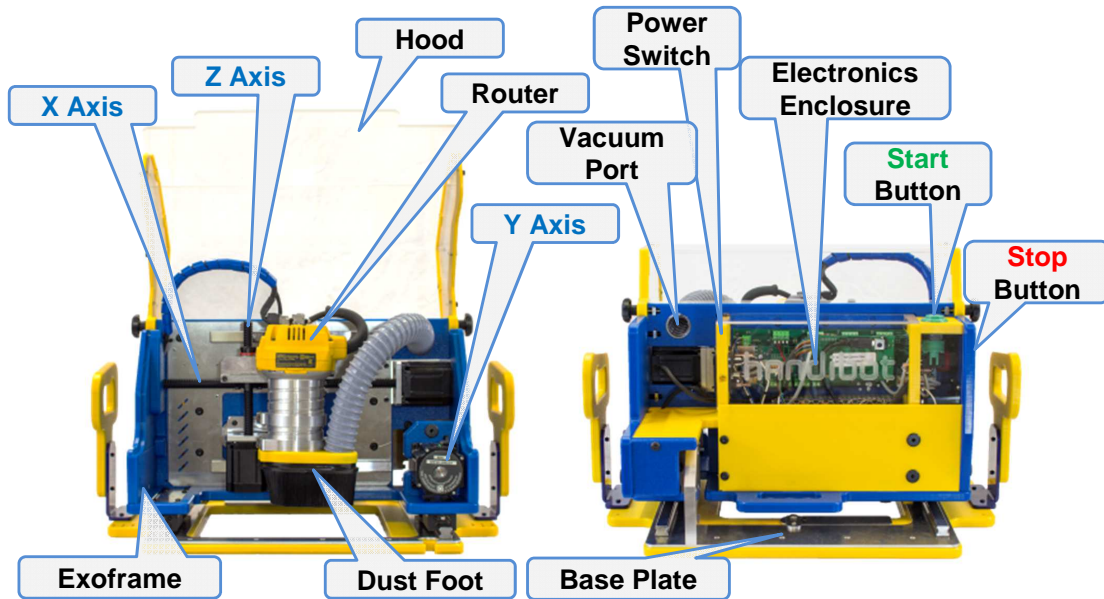 Hood
Power
Switch
Z Axis
Electronics
Enclosure
Router
X Axis
Vacuum
Port
Start
Button
Y Axis
Stop
Button
handibot
Exoframe
Dust Foot
Base Plate